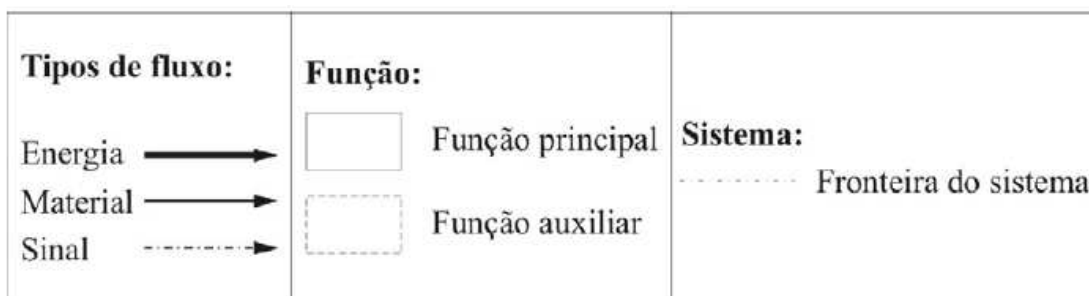 Tipos de fluxo:
Energia
Material
Sinal
Função:
Função principal
Função auxiliar
Sistema:
Fronteira do sistema